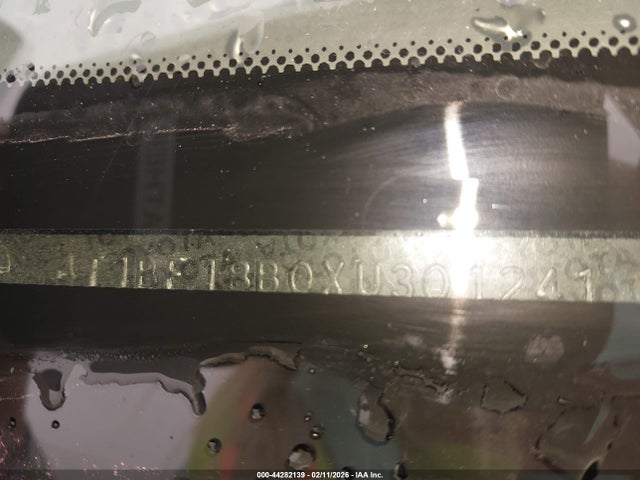 4T1BF18B0XU301241
000-44282139 - 02/11/2026 - IAA Inc.